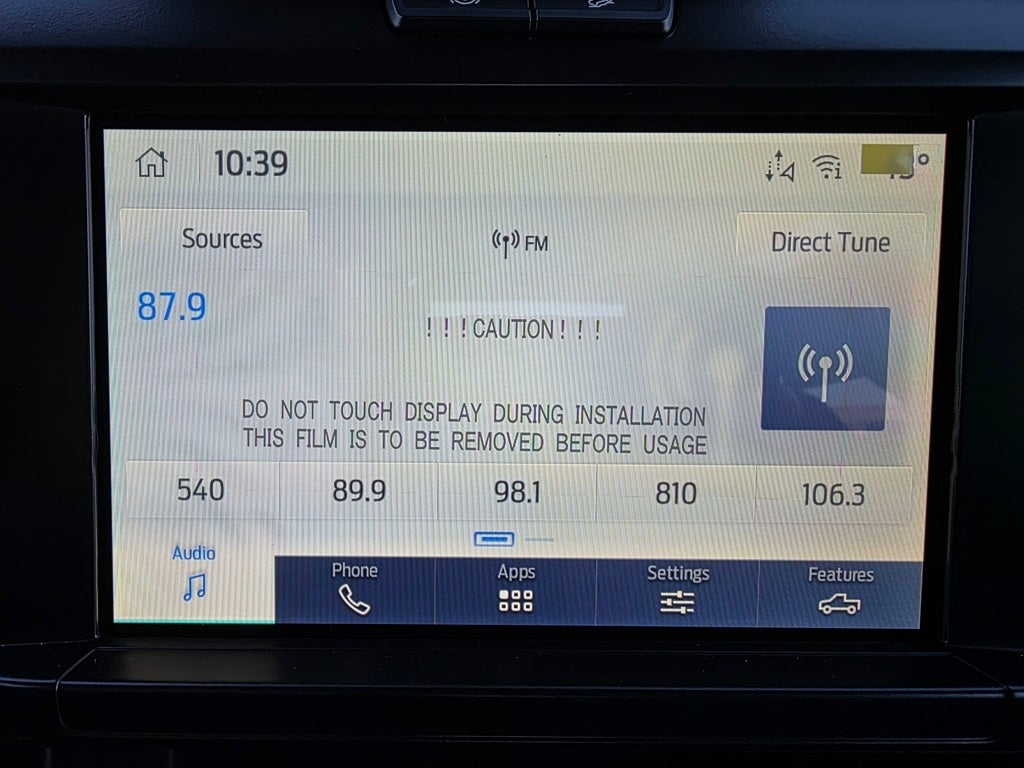 10:39
Sources
FM
Direct Tune
87.9
! ! ! CAUTION ! ! !
DO NOT TOUCH DISPLAY DURING INSTALLATION
THIS FILM IS TO BE REMOVED BEFORE USAGE
540 89.9 98.1 810 106.3
Audio Phone Apps Settings Features